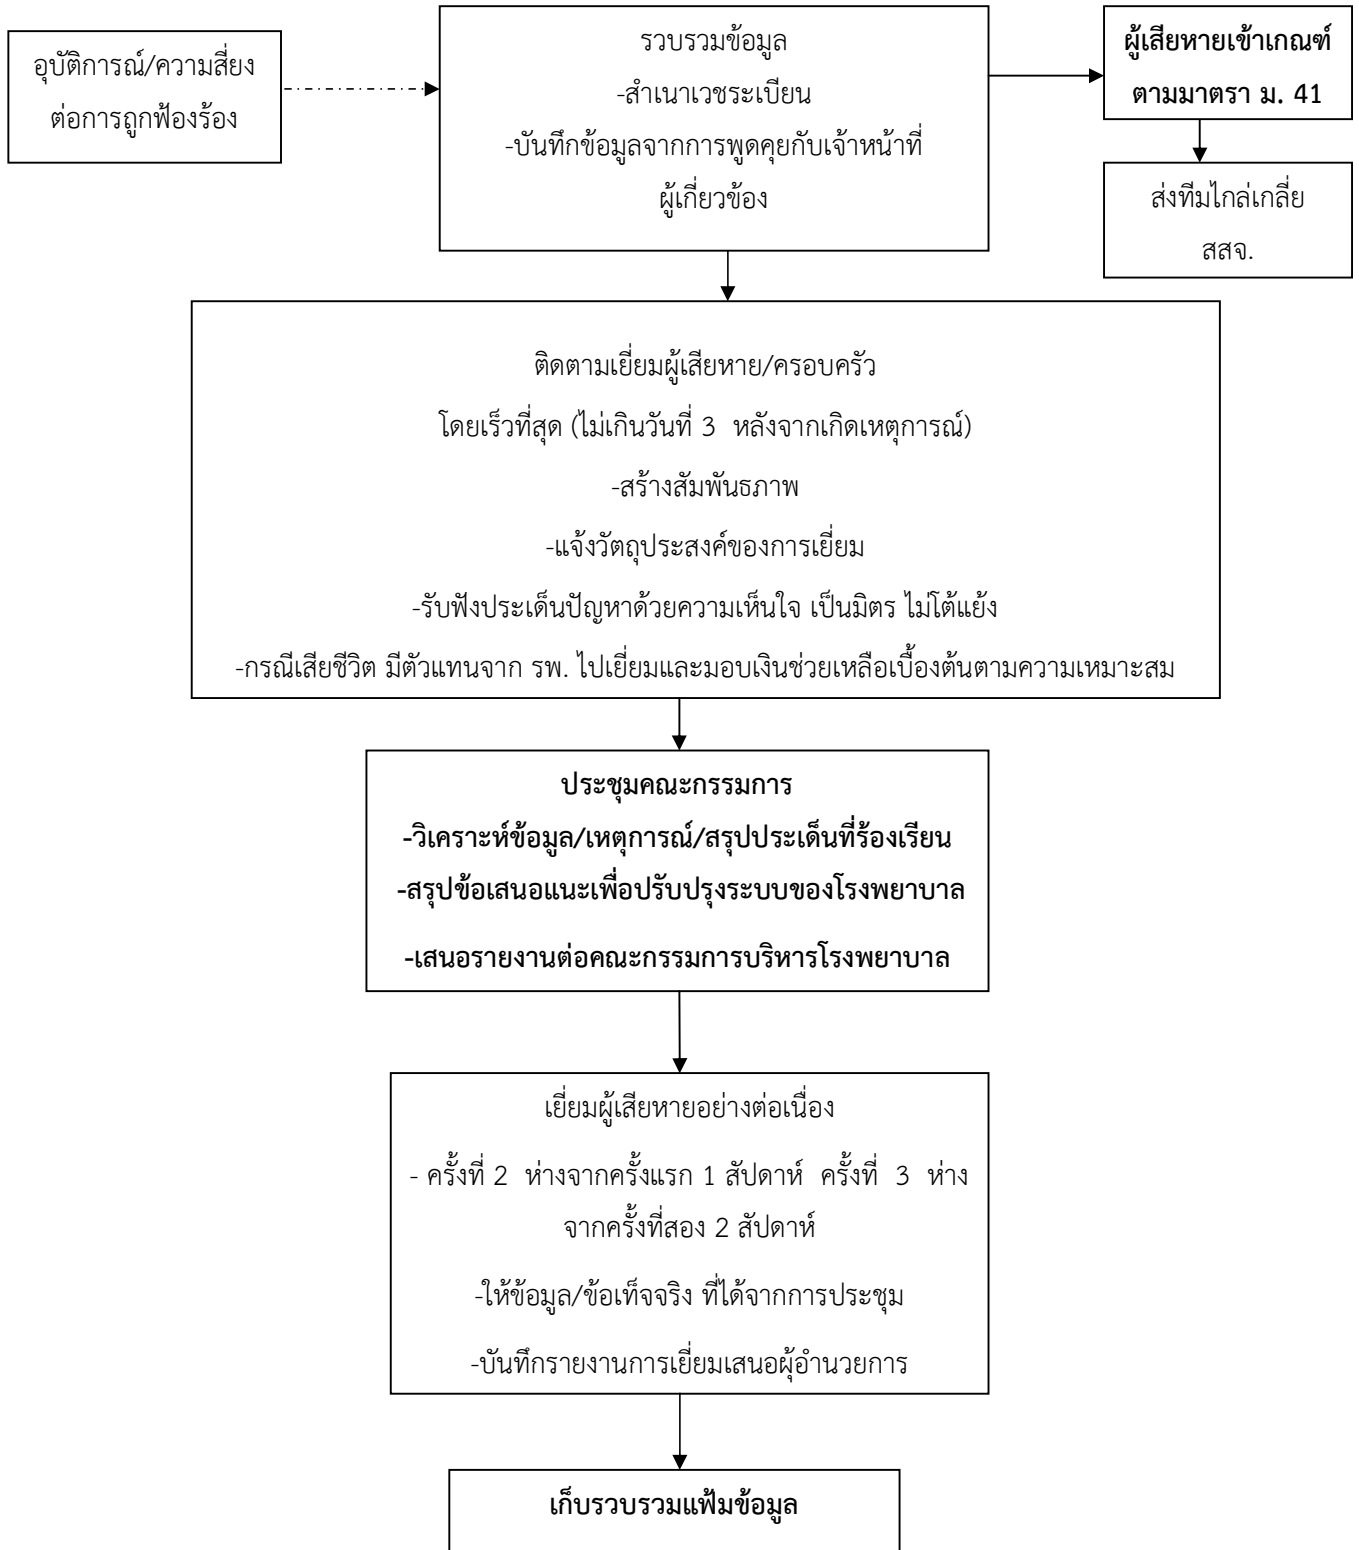 อุบัติการณ์/ความสี่ยง
ต่อการถูกฟ้องร้อง
รวบรวมข้อมูล
-สำเนาเวชระเบียน
-บันทึกข้อมูลจากการพูดคุยกับเจ้าหน้าที่
ผู้เกี่ยวข้อง
ผู้เสียหายเข้าเกณฑ์
ตามมาตรา ม. 41
ส่งทีมไกล่เกลี่ย
สสจ.
ติดตามเยี่ยมผู้เสียหาย/ครอบครัว
โดยเร็วที่สุด (ไม่เกินวันที่ 3 หลังจากเกิดเหตุการณ์)
-สร้างสัมพันธภาพ
-แจ้งวัตถุประสงค์ของการเยี่ยม
-รับฟังประเด็นปัญหาด้วยความเห็นใจ เป็นมิตร ไม่โต้แย้ง
-กรณีเสียชีวิต มีตัวแทนจาก รพ. ไปเยี่ยมและมอบเงินช่วยเหลือเบื้องต้นตามความเหมาะสม
ประชุมคณะกรรมการ
-วิเคราะห์ข้อมูล/เหตุการณ์/สรุปประเด็นที่ร้องเรียน
-สรุปข้อเสนอแนะเพื่อปรับปรุงระบบของโรงพยาบาล
-เสนอรายงานต่อคณะกรรมการบริหารโรงพยาบาล
เยี่ยมผู้เสียหายอย่างต่อเนื่อง
- ครั้งที่ 2 ห่างจากครั้งแรก 1 สัปดาห์ ครั้งที่ 3 ห่าง
จากครั้งที่สอง 2 สัปดาห์
-ให้ข้อมูล/ข้อเท็จจริง ที่ได้จากการประชุม
-บันทึกรายงานการเยี่ยมเสนอผุ้อำนวยการ
เก็บรวบรวมแฟ้มข้อมูล